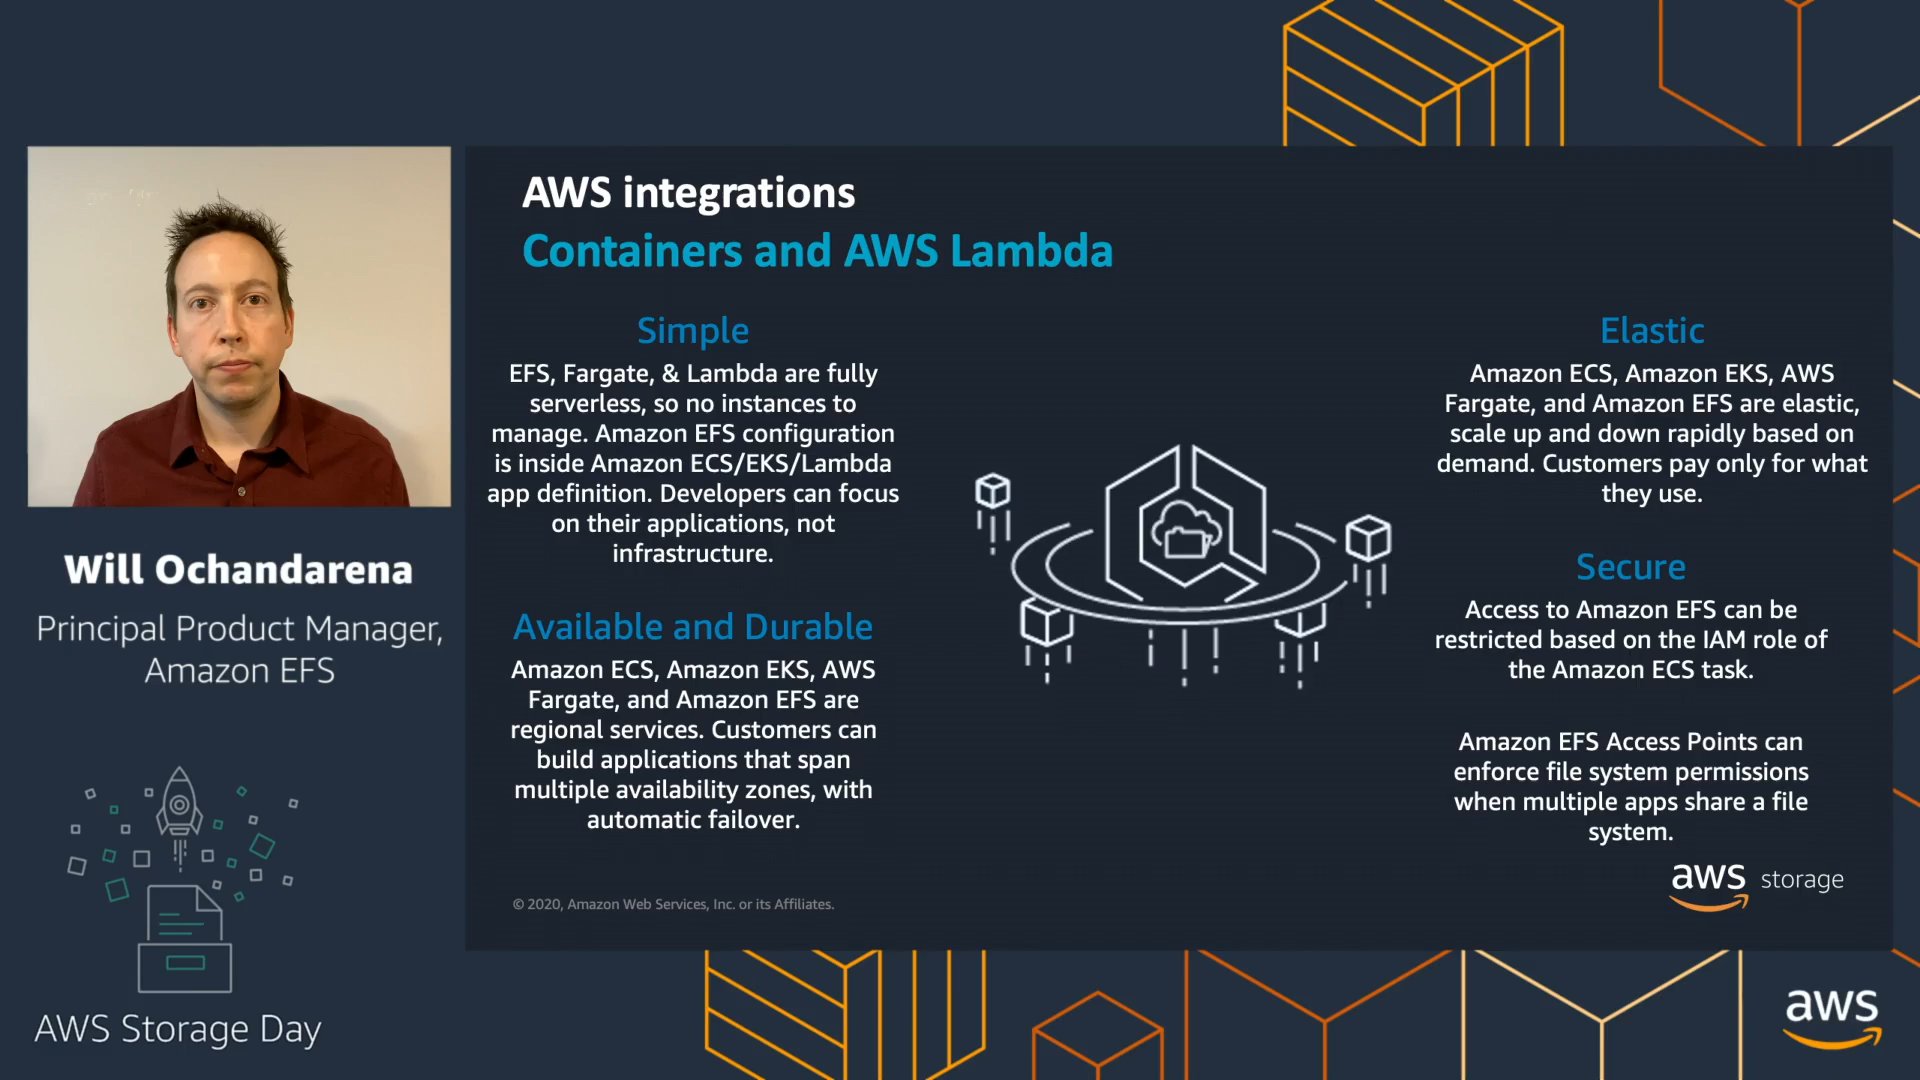 AWS integrations
Containers and AWS Lambda
Simple
EFS, Fargate, & Lambda are fully
serverless, so no instances to
manage. Amazon EFS configuration
is inside Amazon ECS/EKS/Lambda
app definition. Developers can focus
on their applications, not
infrastructure.
Available and Durable
Amazon ECS, Amazon EKS, AWS
Fargate, and Amazon EFS are
regional services. Customers can
build applications that span
multiple availability zones, with
automatic failover.
Elastic
Amazon ECS, Amazon EKS, AWS
Fargate, and Amazon EFS are elastic,
scale up and down rapidly based on
demand. Customers pay only for what
they use.
Secure
Access to Amazon EFS can be
restricted based on the IAM role of
the Amazon ECS task.
Amazon EFS Access Points can
enforce file system permissions
when multiple apps share a file
system.
aws storage
© 2020, Amazon Web Services, Inc. or its Affiliates.
Will Ochandarena
Principal Product Manager,
Amazon EFS
AWS Storage Day
aws